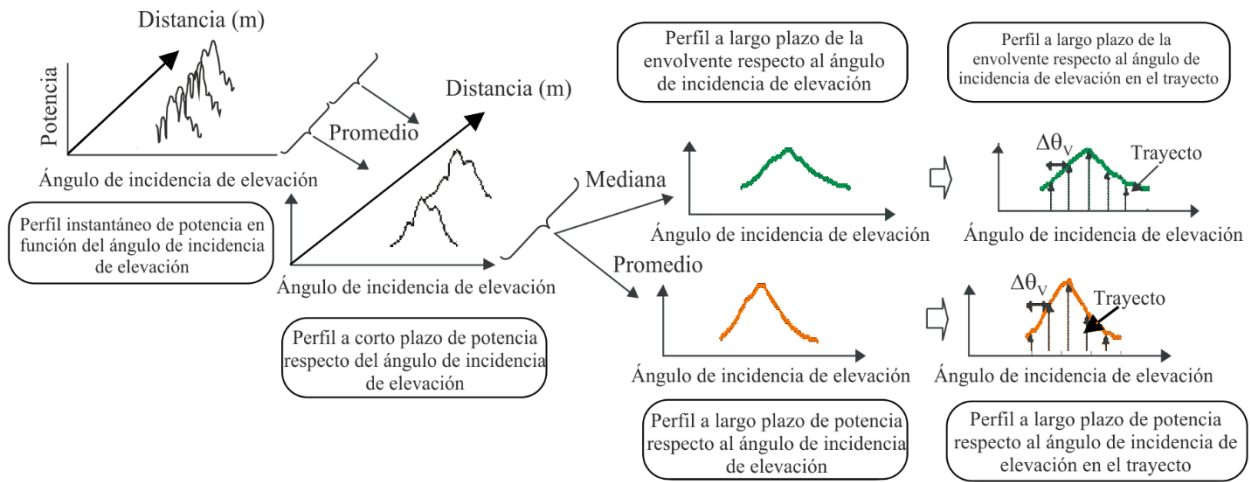 Distancia (m)
Potencia
Ángulo de incidencia de elevación
Perfil instantáneo de potencia en
función del ángulo de incidencia
de elevación
Promedio
Distancia (m)
Ángulo de incidencia de elevación
Perfil a corto plazo de potencia
respecto del ángulo de incidencia
de elevación
Mediana
Promedio
Perfil a largo plazo de la
envolvente respecto al ángulo
de incidencia de elevación
Ángulo de incidencia de elevación
Perfil a largo plazo de la
envolvente respecto al ángulo de
incidencia de elevación en el trayecto
ΔθV
Trayecto
Ángulo de incidencia de elevación
Ángulo de incidencia de elevación
Perfil a largo plazo de potencia
respecto al ángulo de incidencia
de elevación
ΔθV
Trayecto
Ángulo de incidencia de elevación
Perfil a largo plazo de potencia
respecto al ángulo de incidencia de
elevación en el trayecto